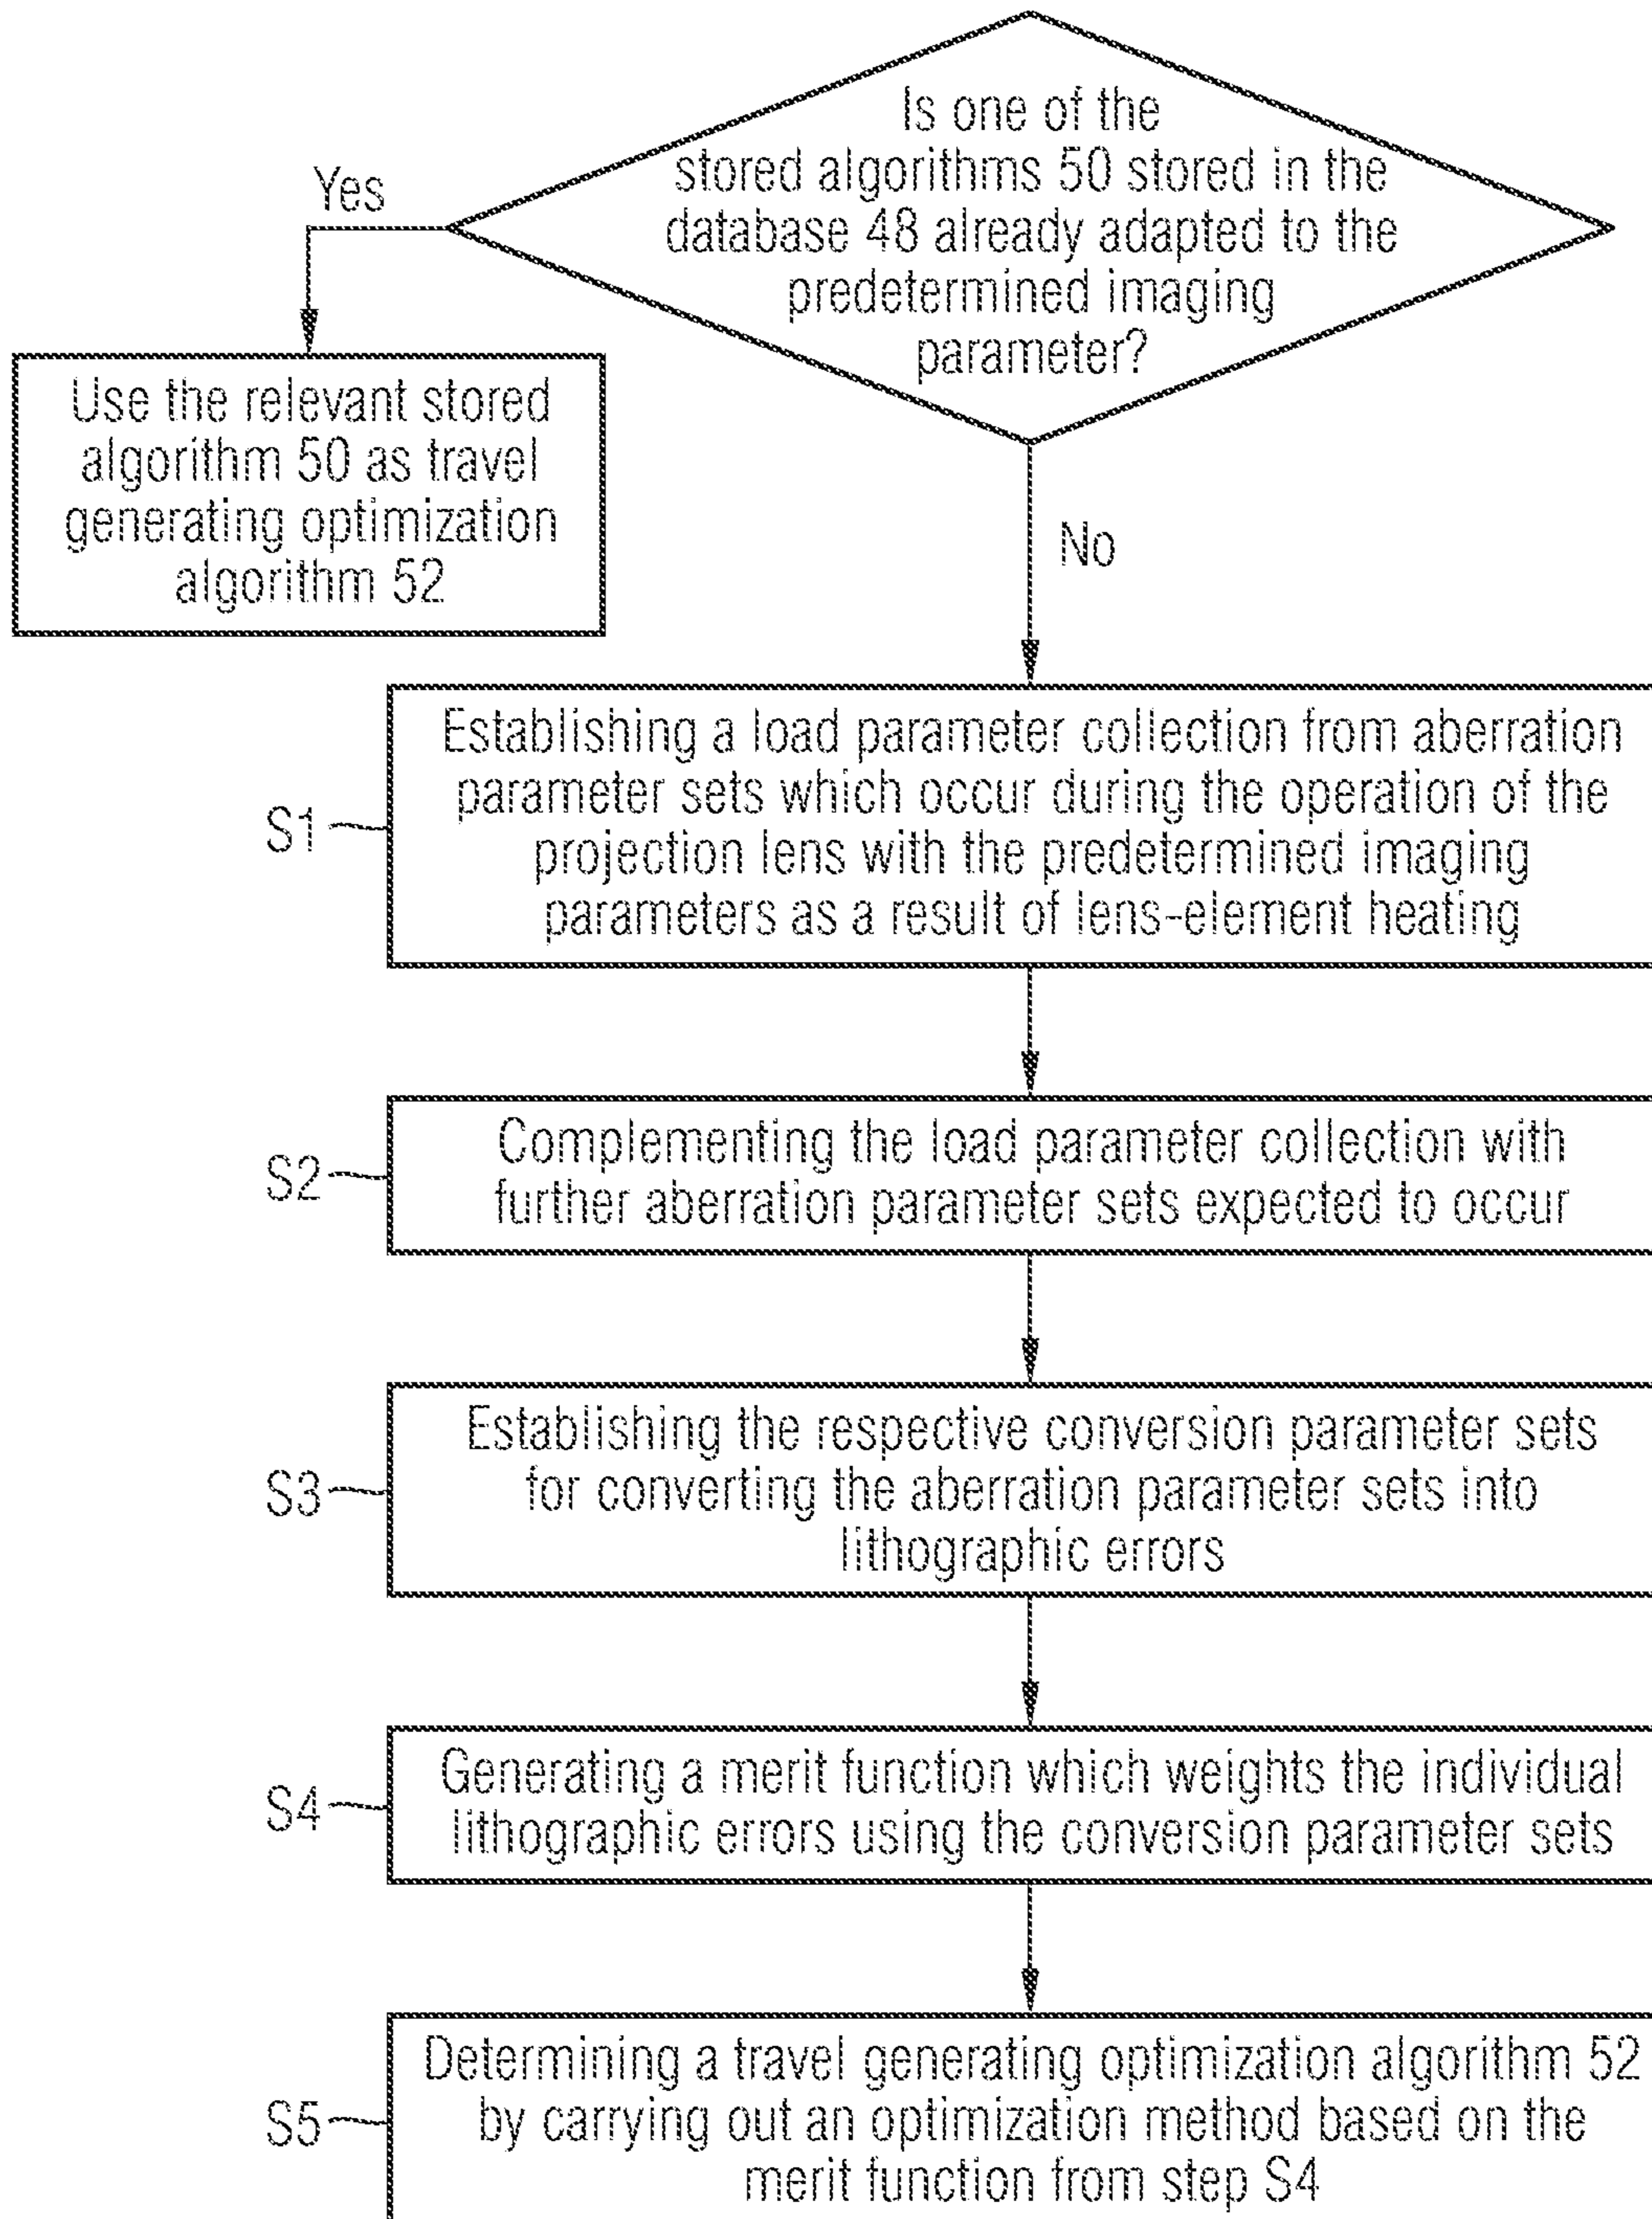 Is one of the
stored algorithms 50 stored in the
database 48 already adapted to the
predetermined imaging
parameter?
Yes
Use the relevant stored
algorithm 50 as travel
generating optimization
algorithm 52
No
S1
Establishing a load parameter collection from aberration
parameter sets which occur during the operation of the
projection lens with the predetermined imaging
parameters as a result of lens-element heating
S2
Complementing the load parameter collection with
further aberration parameter sets expected to occur
S3
Establishing the respective conversion parameter sets
for converting the aberration parameter sets into
lithographic errors
S4
Generating a merit function which weights the individual
lithographic errors using the conversion parameter sets
S5
Determining a travel generating optimization algorithm 52
by carrying out an optimization method based on the
merit function from step S4